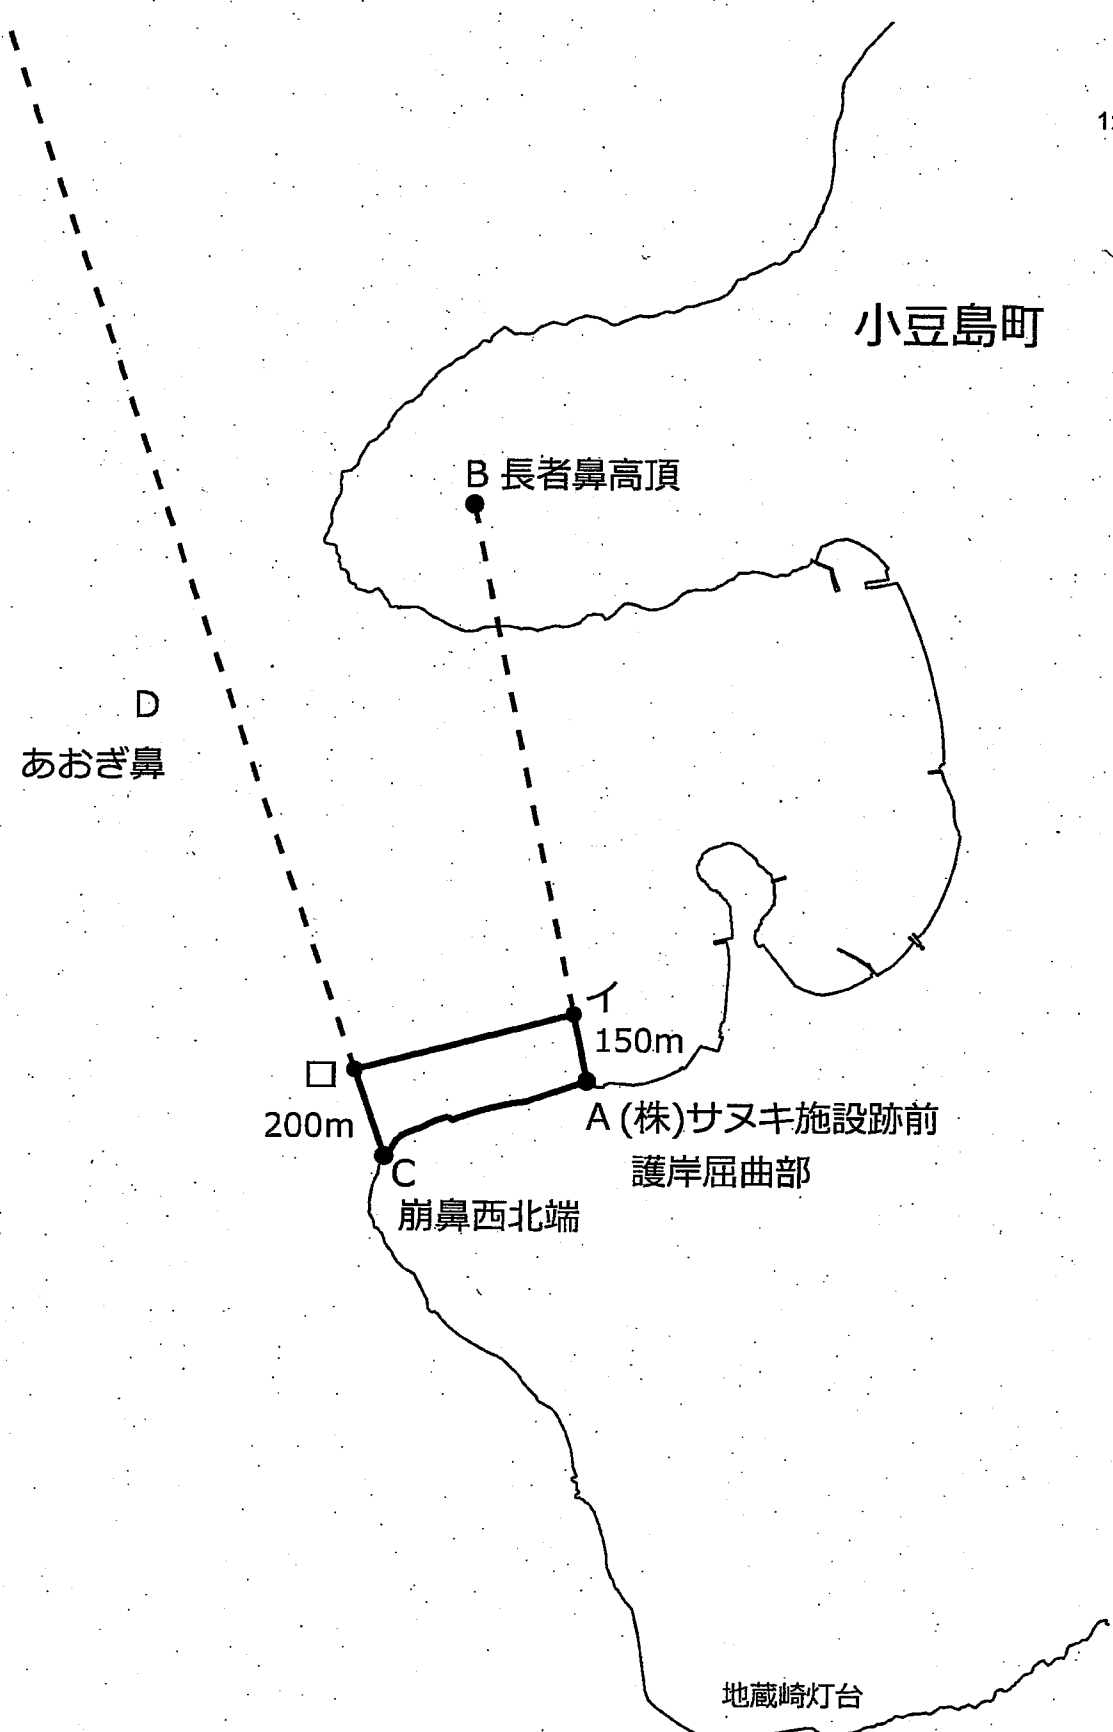 小豆島町
B 長者鼻高頂
D
あおぎ鼻
イ
150m
ロ
200m
A (株)サヌキ施設跡前
護岸屈曲部
C
崩鼻西北端
地蔵崎灯台